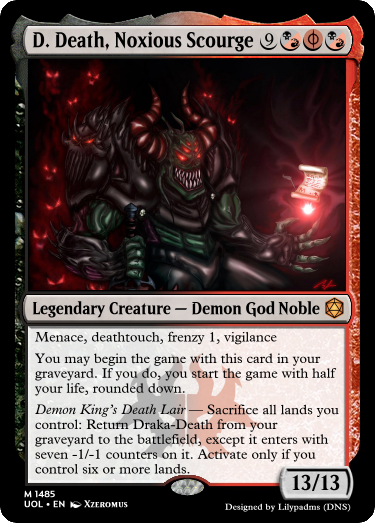 D. Death, Noxious Scourge 9
Legendary Creature — Demon God Noble
Menace, deathtouch, frenzy 1, vigilance
You may begin the game with this card in your
graveyard. If you do, you start the game with half
your life, rounded down.
Demon King's Death Lair — Sacrifice all lands you
control: Return Draka-Death from your
graveyard to the battlefield, except it enters with
seven -1/-1 counters on it. Activate only if you
control six or more lands.
13/13
M 1485
UOL • EN Xzeromus
Designed by Lilypadms (DNS)